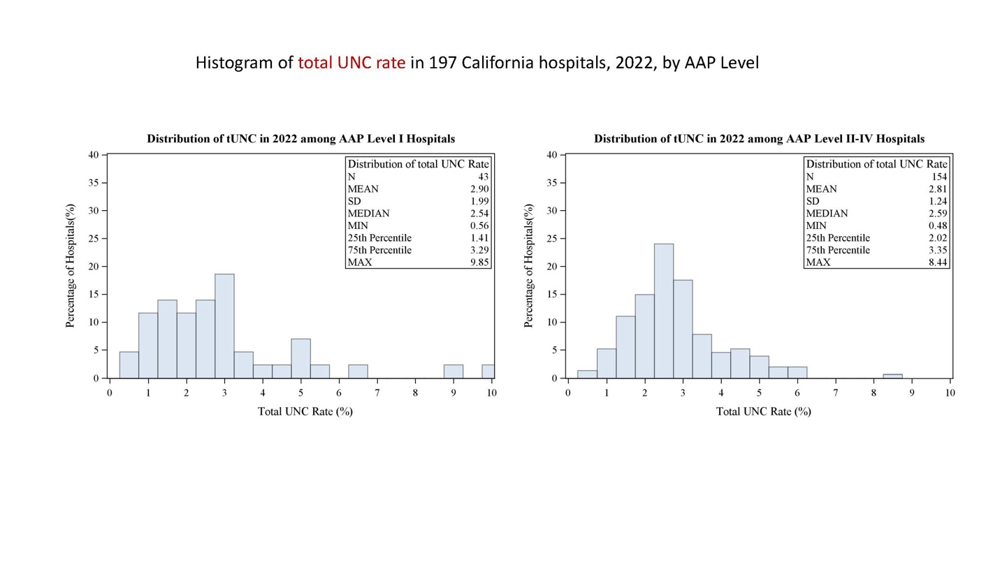 Histogram of total UNC rate in 197 California hospitals, 2022, by AAP Level
Distribution of tUNC in 2022 among AAP Level I Hospitals
40
35
30
25
20
15
10
5
0
Percentage of Hospitals(%)
Distribution of total UNC Rate
N 43
MEAN 2.90
SD 1.99
MEDIAN 2.54
MIN 0.56
25th Percentile 1.41
75th Percentile 3.29
MAX 9.85
0 1 2 3 4 5 6 7 8 9 10
Total UNC Rate (%)
Distribution of tUNC in 2022 among AAP Level II-IV Hospitals
40
35
30
25
20
15
10
5
0
Percentage of Hospitals(%)
Distribution of total UNC Rate
N 154
MEAN 2.81
SD 1.24
MEDIAN 2.59
MIN 0.48
25th Percentile 2.02
75th Percentile 3.35
MAX 8.44
0 1 2 3 4 5 6 7 8 9 10
Total UNC Rate (%)